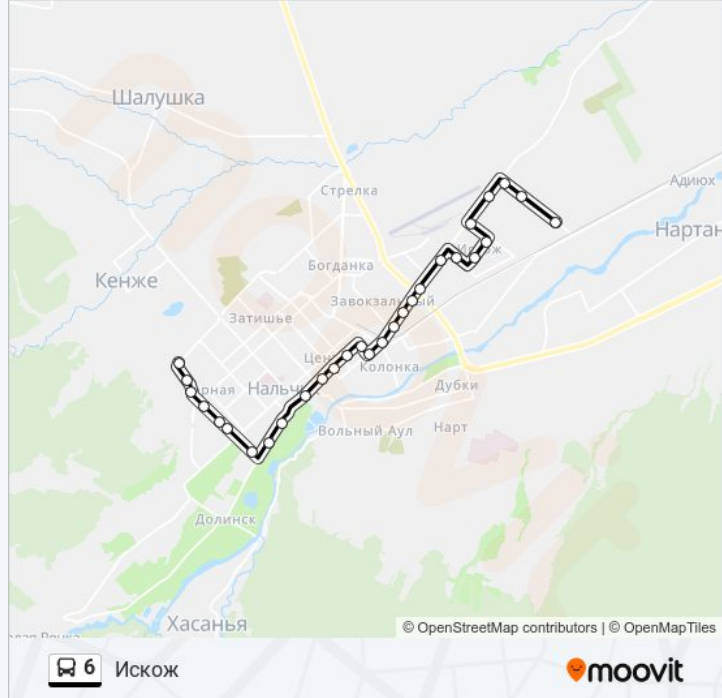 Шалушка
Стрелка
Адиюх
Нартан
Кенже
Богданка
Завокзальный
Затишье
Колонка
Дубки
Вольный Аул
Нарт
Долинск
Хасанья
© OpenStreetMap contributors | © OpenMapTiles
6 Искож
moovit